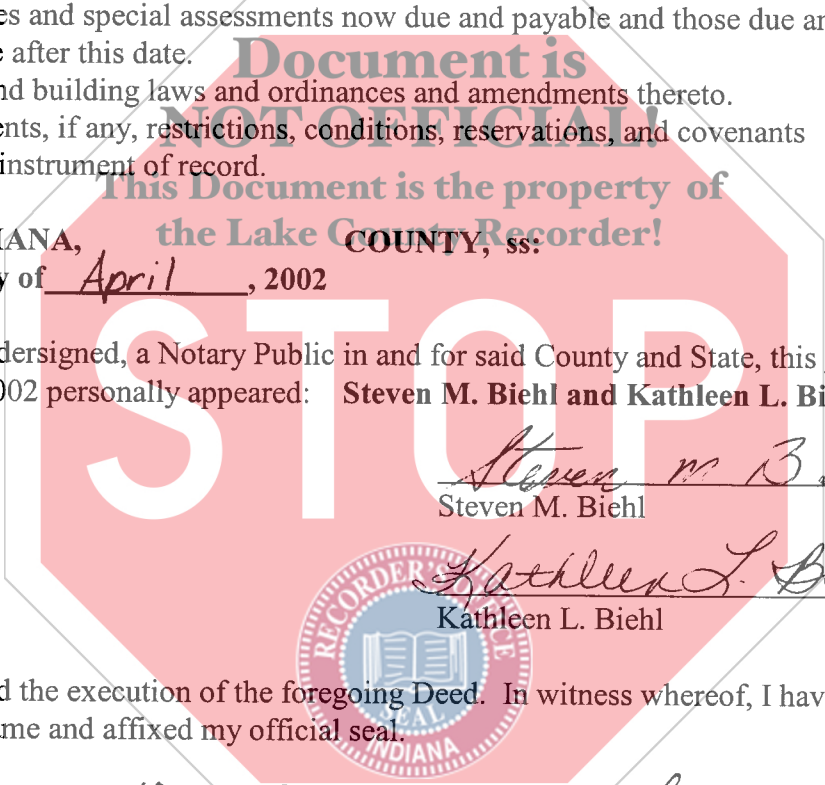 es and special assessments now due and payable and those due an
e after this date.
Document is
nd building laws and ordinances and amendments thereto.
NOT OFFICIAL!
ents, if any, restrictions, conditions, reservations, and covenants
instrument of record.
This Document is the property of
the Lake County Recorder!
IANA, COUNTY, ss:
y of April, 2002
STOP
dersigned, a Notary Public in and for said County and State, this
002 personally appeared: Steven M. Biehl and Kathleen L. Bi
Steven M B
Steven M. Biehl
Kathleen L. B
Kathleen L. Biehl
RECORDER'S OFFICE
SEAL
INDIANA
d the execution of the foregoing Deed. In witness whereof, I hav
me and affixed my official seal.